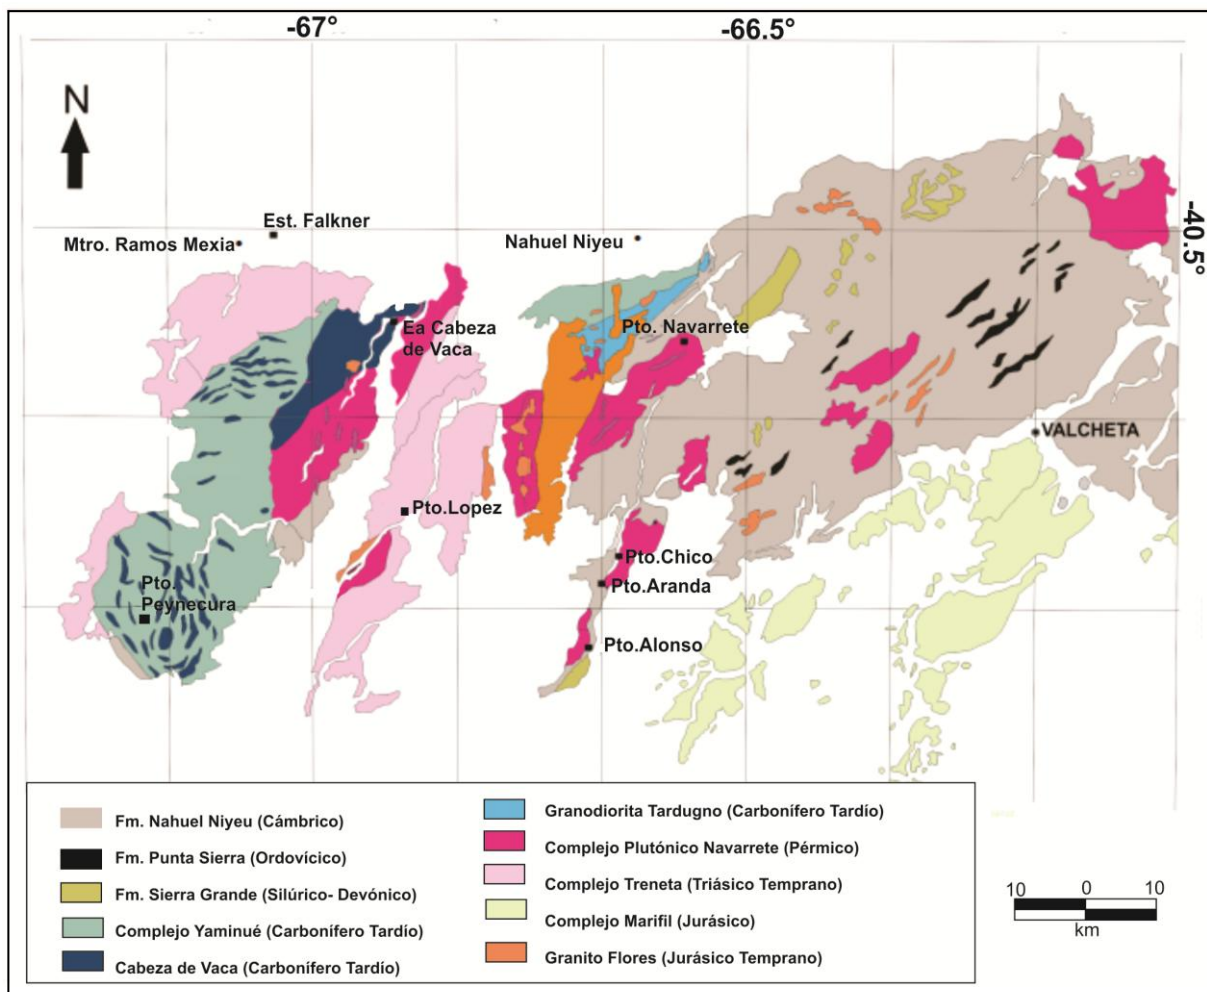 -67°
-66.5°
N
-40.5°
Est. Falkner
Mtro. Ramos Mexia
Nahuel Niyeu
Ea Cabeza
de Vaca
Pto. Navarrete
VALCHETA
Pto.Lopez
Pto.Chico
Pto.
Peynecura
Pto.Aranda
Pto.Alonso
Fm. Nahuel Niyeu (Cámbrico)
Fm. Punta Sierra (Ordovícico)
Fm. Sierra Grande (Silúrico- Devónico)
Complejo Yaminué (Carbonífero Tardío)
Cabeza de Vaca (Carbonífero Tardío)
Granodiorita Tardugno (Carbonífero Tardío)
Complejo Plutónico Navarrete (Pérmico)
Complejo Treneta (Triásico Temprano)
Complejo Marifil (Jurásico)
Granito Flores (Jurásico Temprano)
10 0 10
km